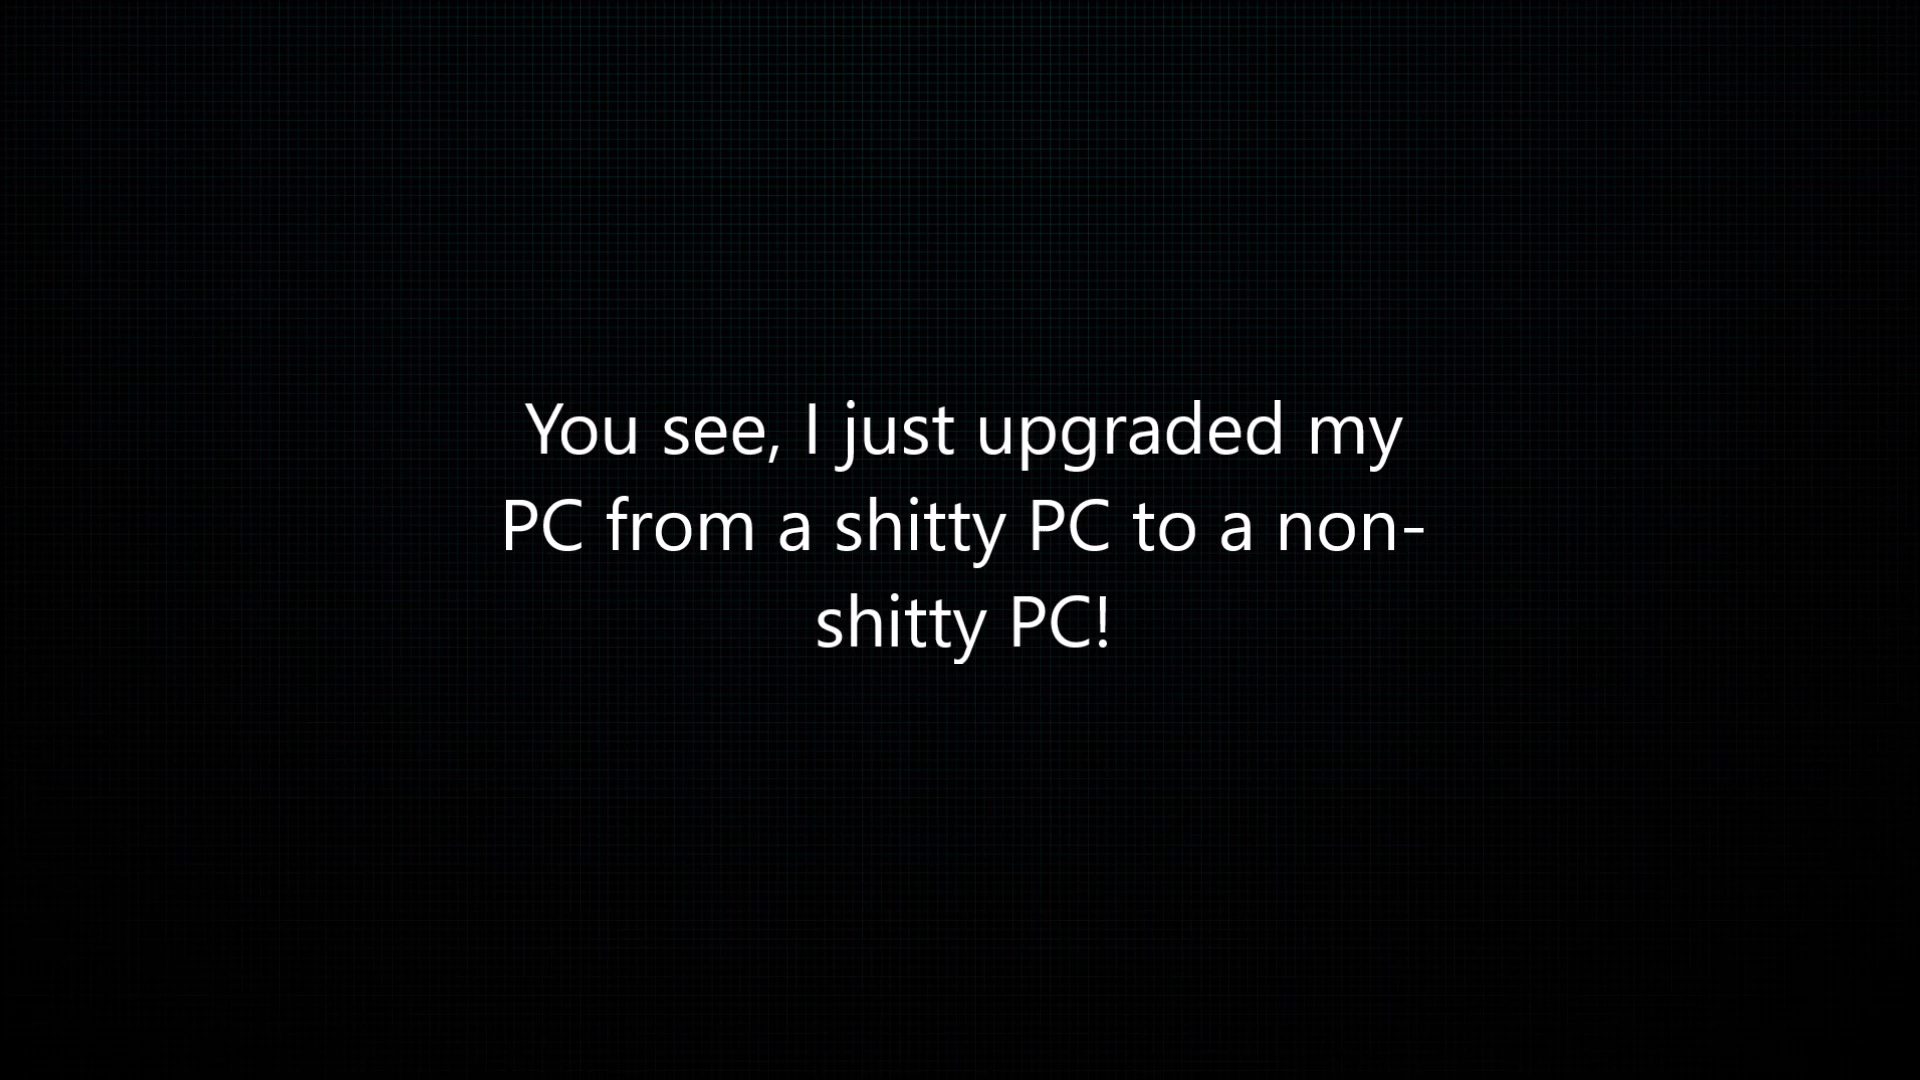 You see, I just upgraded my
PC from a shitty PC to a non-
shitty PC!